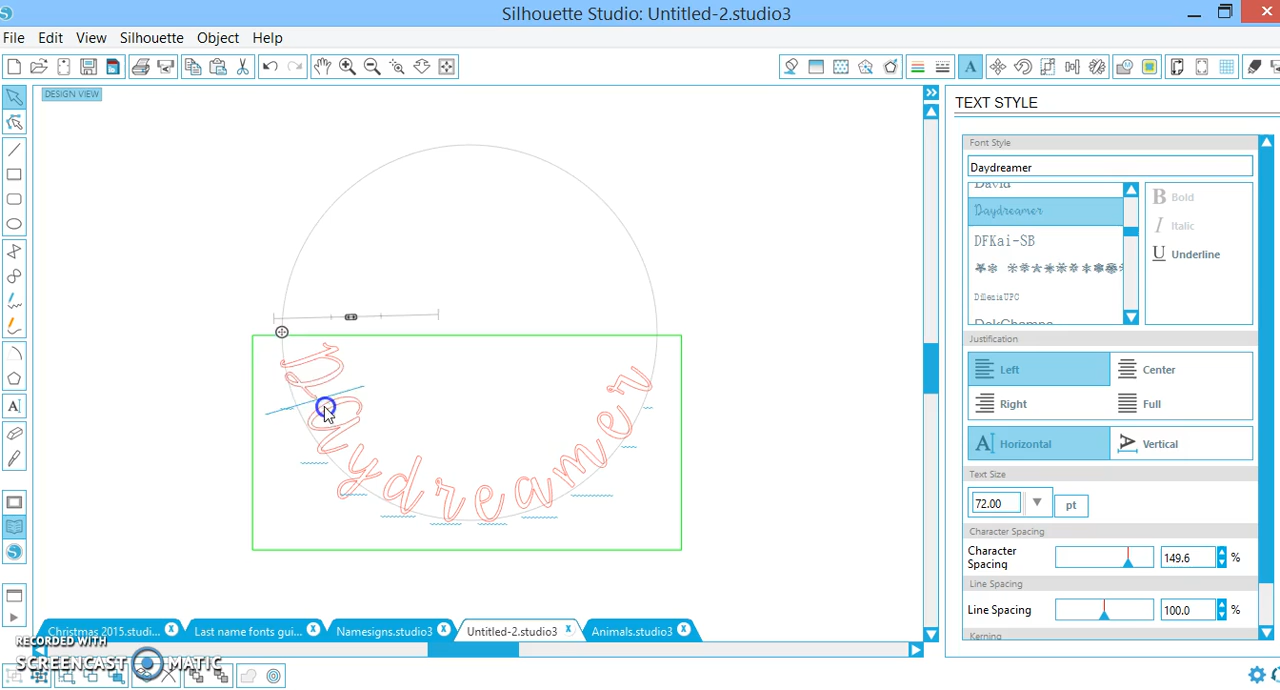 Silhouette Studio: Untitled-2.studio3
File Edit View Silhouette Object Help
DESIGN VIEW
Daydreamer
TEXT STYLE
Font Style
Daydreamer
David
Daydreamer
DFKai-SB
DilleniaUPC
DokChampa
B Bold
I Italic
U Underline
Justification
Left Center
Right Full
Horizontal Vertical
Text Size
72.00 pt
Character Spacing
Character
Spacing 149.6 %
Line Spacing
Line Spacing 100.0 %
Kerning
Christmas 2015.studi... Last name fonts gui... Namesigns.studio3 Untitled-2.studio3 Animals.studio3
RECORDED WITH
SCREENCAST MATIC